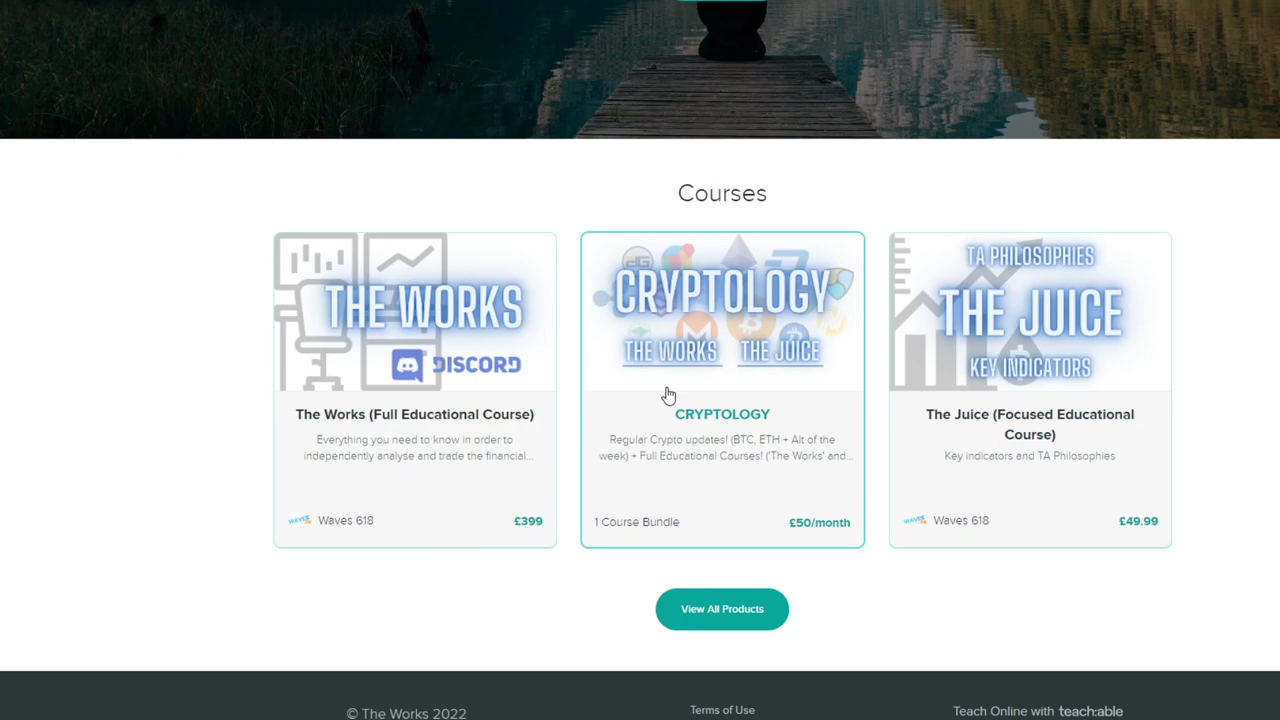 Courses
THE WORKS
DISCORD
The Works (Full Educational Course)
Everything you need to know in order to
independently analyse and trade the financial...
Waves 618
£399
CRYPTOLOGY
THE WORKS THE JUICE
CRYPTOLOGY
Regular Crypto updates! (BTC, ETH + Alt of the
week) + Full Educational Courses! ('The Works' and...
1 Course Bundle
£50/month
TA PHILOSOPHIES
THE JUICE
KEY INDICATORS
The Juice (Focused Educational
Course)
Key indicators and TA Philosophies
Waves 618
£49.99
View All Products
© The Works 2022
Terms of Use
Teach Online with teach:able